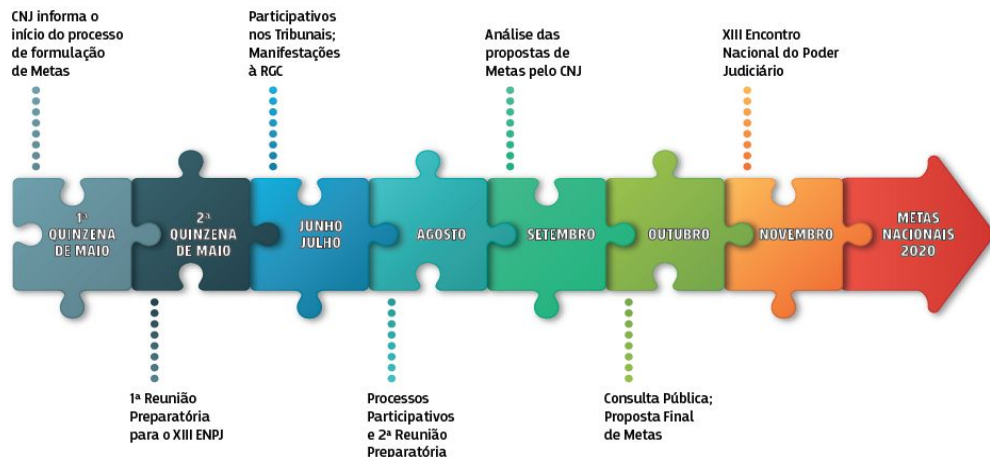 CNJ informa o
início do processo
de formulação
de Metas
Participativos
nos Tribunais;
Manifestações
à RGC
Análise das
propostas de
Metas pelo CNJ
XIII Encontro
Nacional do Poder
Judiciário
1ª
QUINZENA
DE MAIO
2ª
QUINZENA
DE MAIO
JUNHO
JULHO
AGOSTO
SETEMBRO
OUTUBRO
NOVEMBRO
METAS
NACIONAIS
2020
1ª Reunião
Preparatória
para o XIII ENPJ
Processos
Participativos
e 2ª Reunião
Preparatória
Consulta Pública;
Proposta Final
de Metas